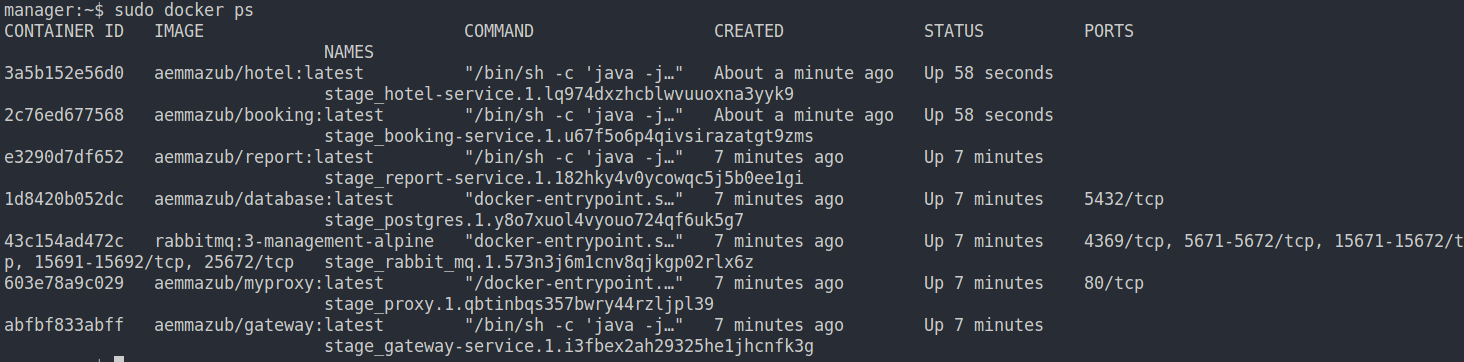 manager:~$ sudo docker ps
CONTAINER ID   IMAGE                          COMMAND                  CREATED              STATUS          PORTS
                                NAMES
3a5b152e56d0   aemmazub/hotel:latest          "/bin/sh -c 'java -j…"   About a minute ago   Up 58 seconds
                                stage_hotel-service.1.lq974dxzhcblwvuuoxna3yyk9
2c76ed677568   aemmazub/booking:latest        "/bin/sh -c 'java -j…"   About a minute ago   Up 58 seconds
                                stage_booking-service.1.u67f5o6p4qivsirazatgt9zms
e3290d7df652   aemmazub/report:latest         "/bin/sh -c 'java -j…"   7 minutes ago        Up 7 minutes
                                stage_report-service.1.182hky4v0ycowqc5j5b0ee1gi
1d8420b052dc   aemmazub/database:latest       "docker-entrypoint.s…"   7 minutes ago        Up 7 minutes    5432/tcp
                                stage_postgres.1.y8o7xuol4vyouo724qf6uk5g7
43c154ad472c   rabbitmq:3-management-alpine   "docker-entrypoint.s…"   7 minutes ago        Up 7 minutes    4369/tcp, 5671-5672/tcp, 15671-15672/t
p, 15691-15692/tcp, 25672/tcp   stage_rabbit_mq.1.573n3j6m1cnv8qjkgp02rlx6z
603e78a9c029   aemmazub/myproxy:latest        "/docker-entrypoint.…"   7 minutes ago        Up 7 minutes    80/tcp
                                stage_proxy.1.qbtinbqs357bwry44rzljpl39
abfbf833abff   aemmazub/gateway:latest        "/bin/sh -c 'java -j…"   7 minutes ago        Up 7 minutes
                                stage_gateway-service.1.i3fbex2ah29325he1jhcnfk3g